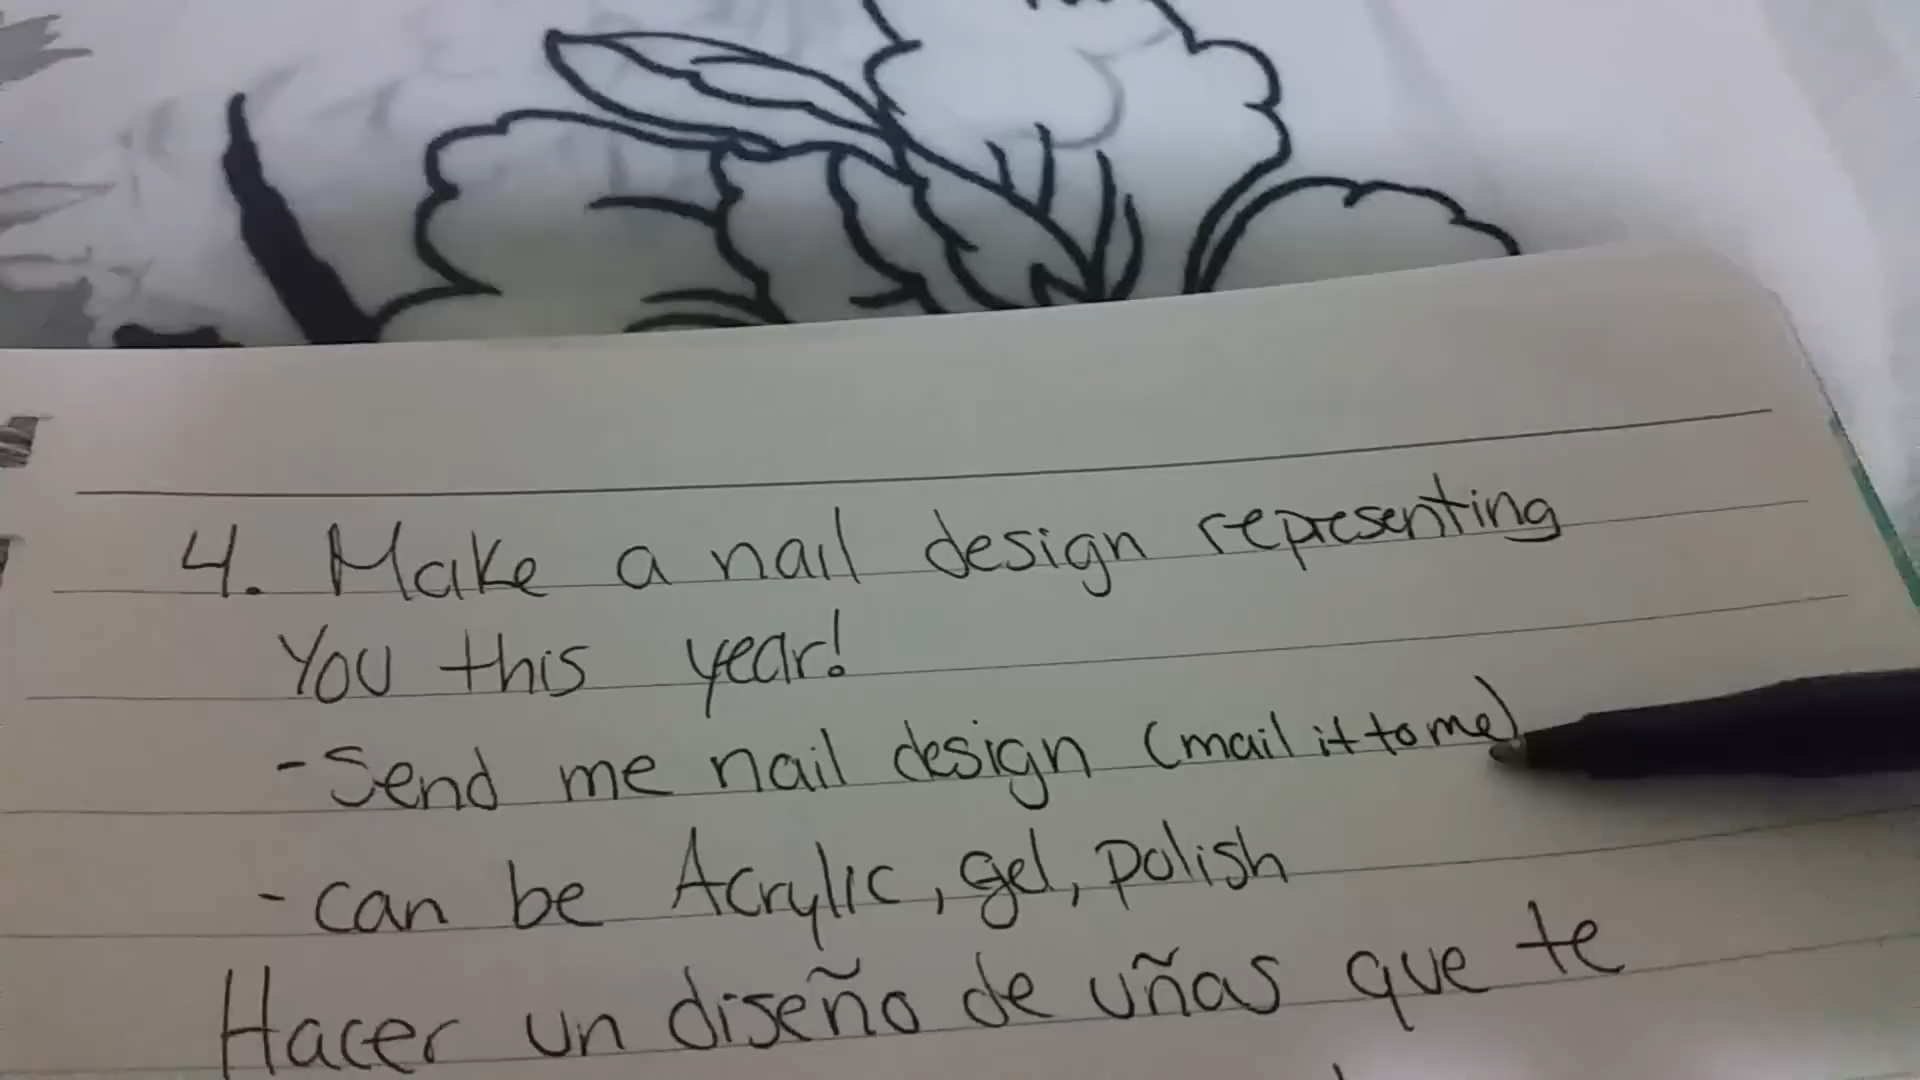 4. Make a nail design representing
You this year!
-Send me nail design (mail it to me)
-can be Acrylic, gel, polish
Hacer un diseño de uñas que te